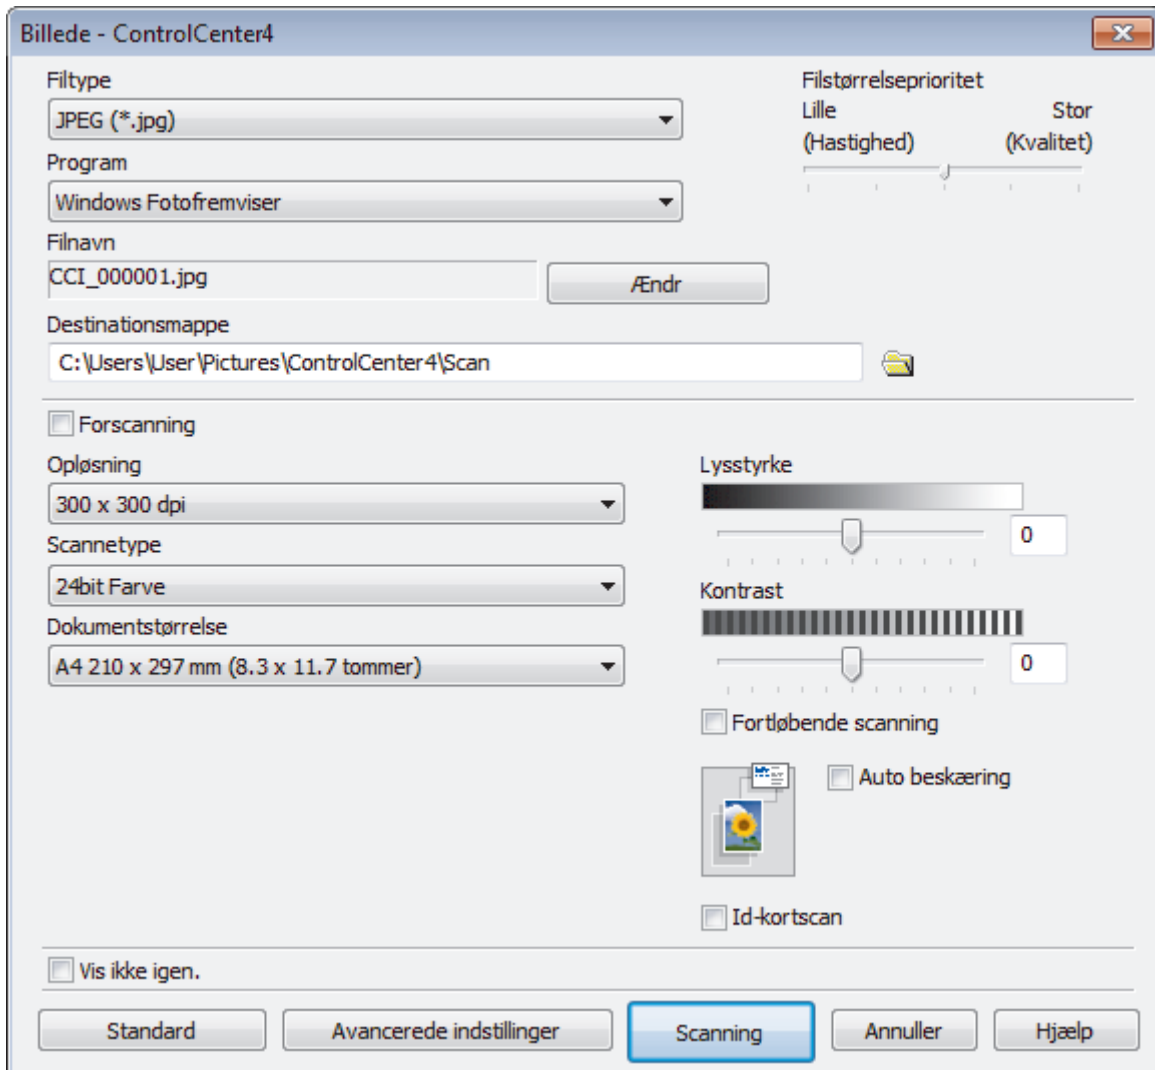 Billede - ControlCenter4
Filtype
JPEG (*.jpg)
Program
Windows Fotofremviser
Filnavn
CCI_000001.jpg
Ændr
Destinationsmappe
C:\Users\User\Pictures\ControlCenter4\Scan
Filstørrelseprioritet
Lille Stor
(Hastighed) (Kvalitet)
Forscanning
Opløsning
300 x 300 dpi
Scannetype
24bit Farve
Dokumentstørrelse
A4 210 x 297 mm (8.3 x 11.7 tommer)
Lysstyrke
0
Kontrast
0
Fortløbende scanning
Auto beskæring
Id-kortscan
Vis ikke igen.
Standard Avancerede indstillinger Scanning Annuller Hjælp